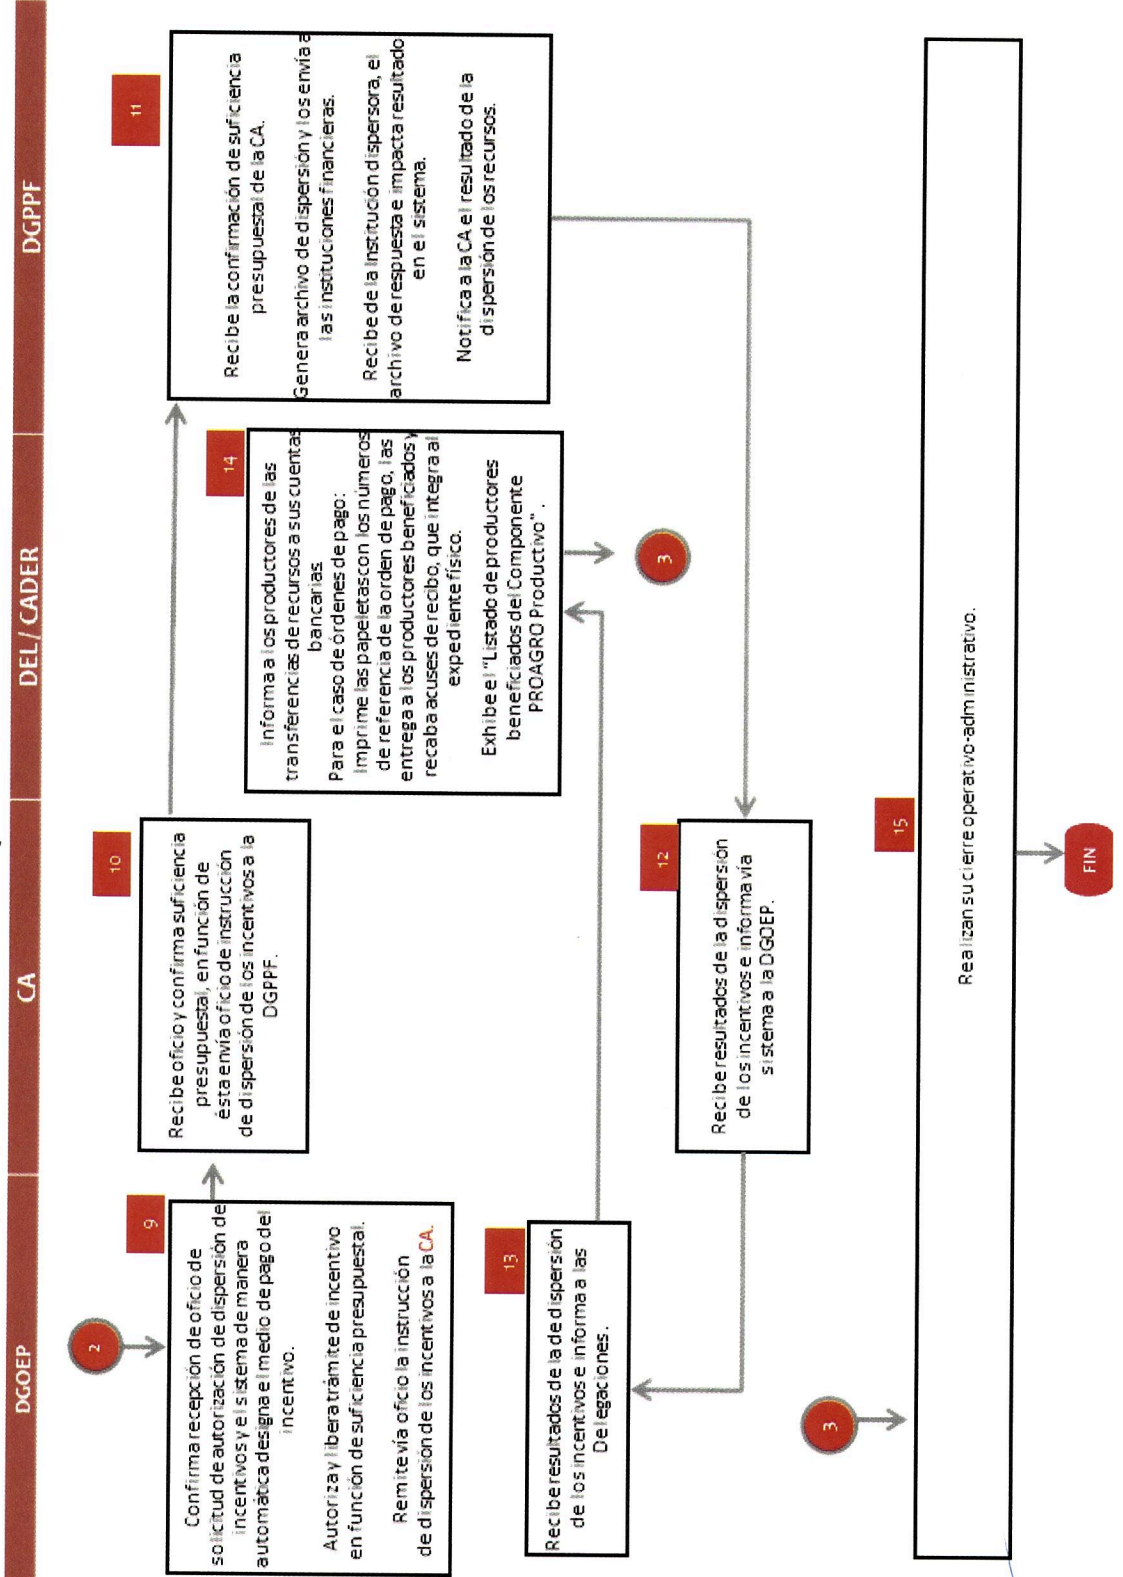 DGOEP
CA
DEL/ CADER
DGPPF
2
9
Confirma recepción de oficio de
solicitud de autorización de dispersión de
incentivos y el sistema de manera
automática designa el medio de pago del
incentivo.
Autoriza y libera trámite de incentivo
en función de suficiencia presupuestal.
Remite vía oficio la instrucción
de dispersión de los incentivos a la CA.
10
Recibe oficio y confirma suficiencia
presupuestal, en función de
ésta envía oficio de instrucción
de dispersión de los incentivos a la
DGPPF.
11
Recibe la confirmación de suficiencia
presupuestal de la CA.
Genera archivo de dispersión y los envía a
las instituciones financieras.
Recibe de la Institución dispersora, el
archivo de respuesta e impacta resultado
en el sistema.
Notifica a la CA el resultado de la
dispersión de los recursos.
14
Informa a los productores de las
transferencias de recursos a sus cuentas
bancarias.
Para el caso de órdenes de pago:
Imprime las papeletas con los números
de referencia de la orden de pago, las
entrega a los productores beneficiados y
recaba acuses de recibo, que integra al
expediente físico.
Exhibe el "Listado de productores
beneficiados del Componente
PROAGRO Productivo".
3
13
Recibe resultados de la de dispersión
de los incentivos e informa a las
Delegaciones.
12
Recibe resultados de la dispersión
de los incentivos e informa vía
sistema a la DGOEP.
3
15
Realizan su cierre operativo-administrativo.
FIN